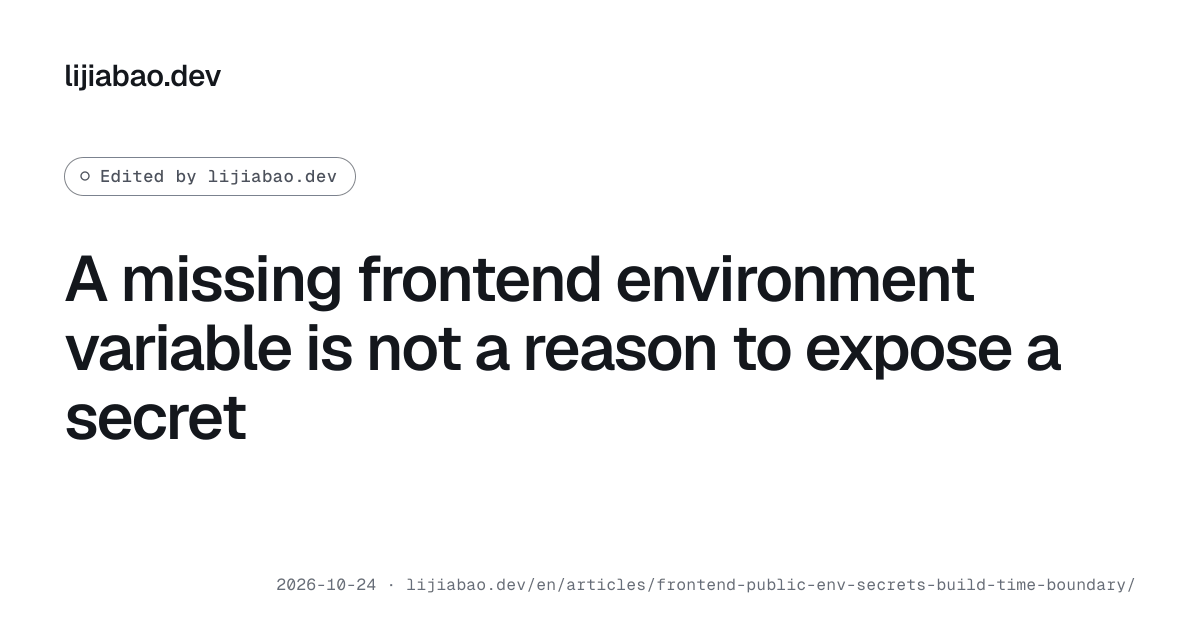 lijiabao.dev
Edited by lijiabao.dev
A missing frontend environment
variable is not a reason to expose a
secret
2026-10-24 · lijiabao.dev/en/articles/frontend-public-env-secrets-build-time-boundary/